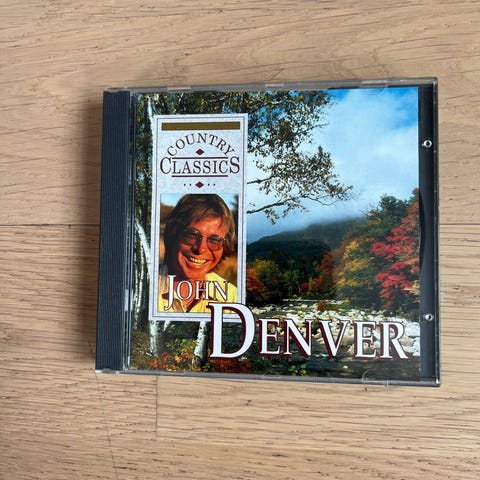 COUNTRY
CLASSICS
JOHN
DENVER